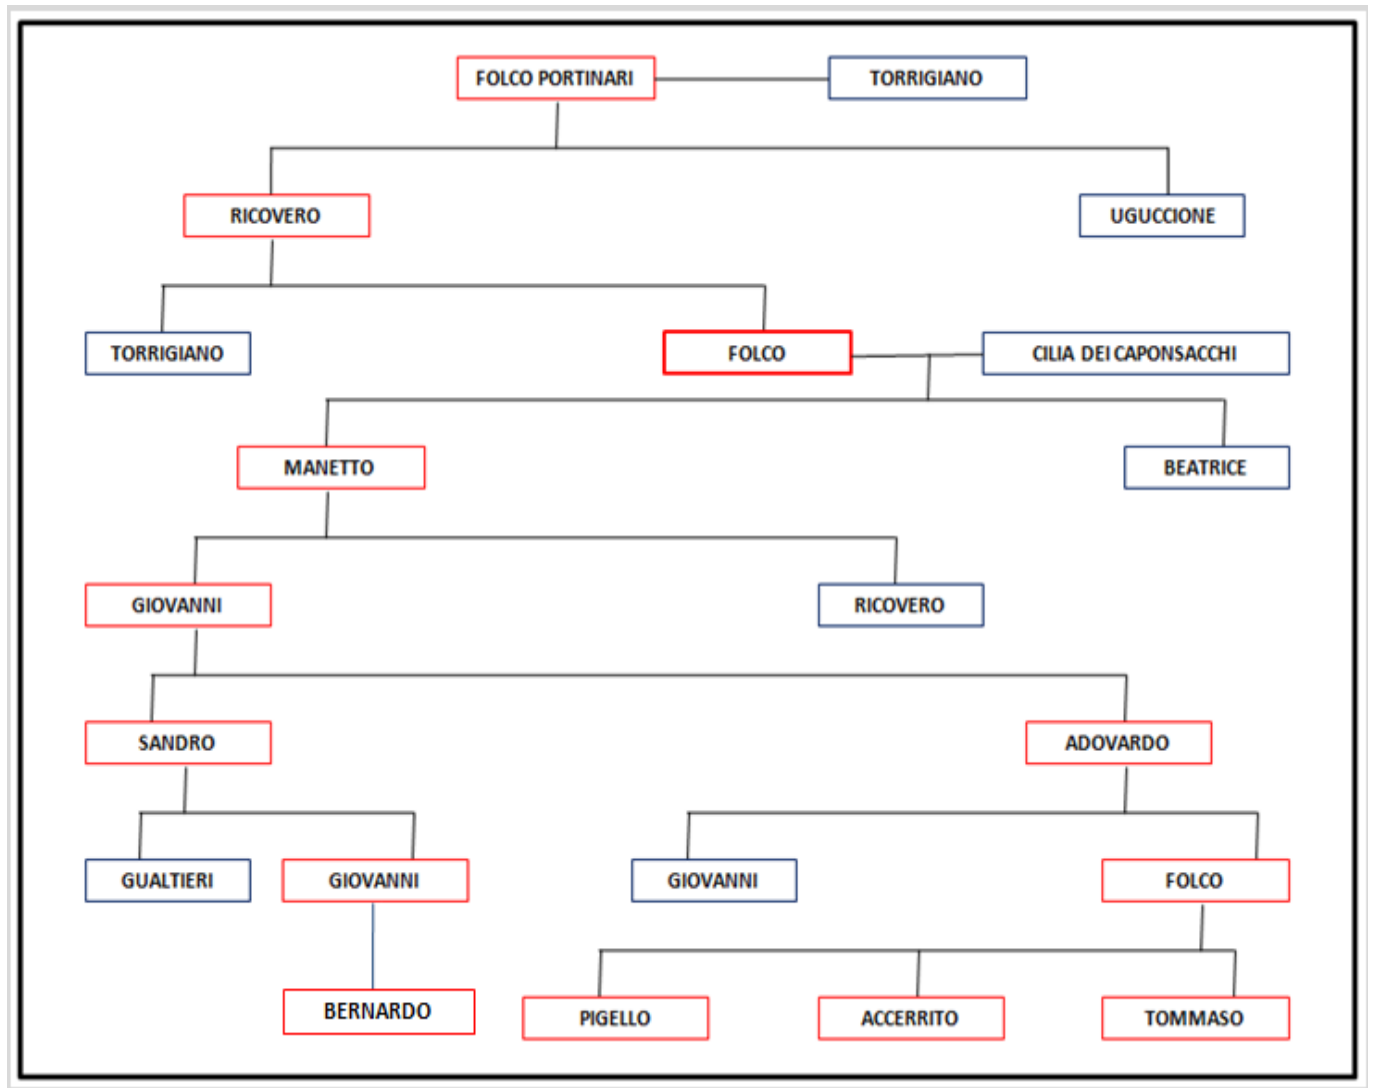 FOLCO PORTINARI
TORRIGIANO
RICOVERO
UGUCCIONE
TORRIGIANO
FOLCO
CILIA DEI CAPONSACCHI
MANETTO
BEATRICE
GIOVANNI
RICOVERO
SANDRO
ADOVARDO
GUALTIERI
GIOVANNI
GIOVANNI
FOLCO
BERNARDO
PIGELLO
ACCERRITO
TOMMASO